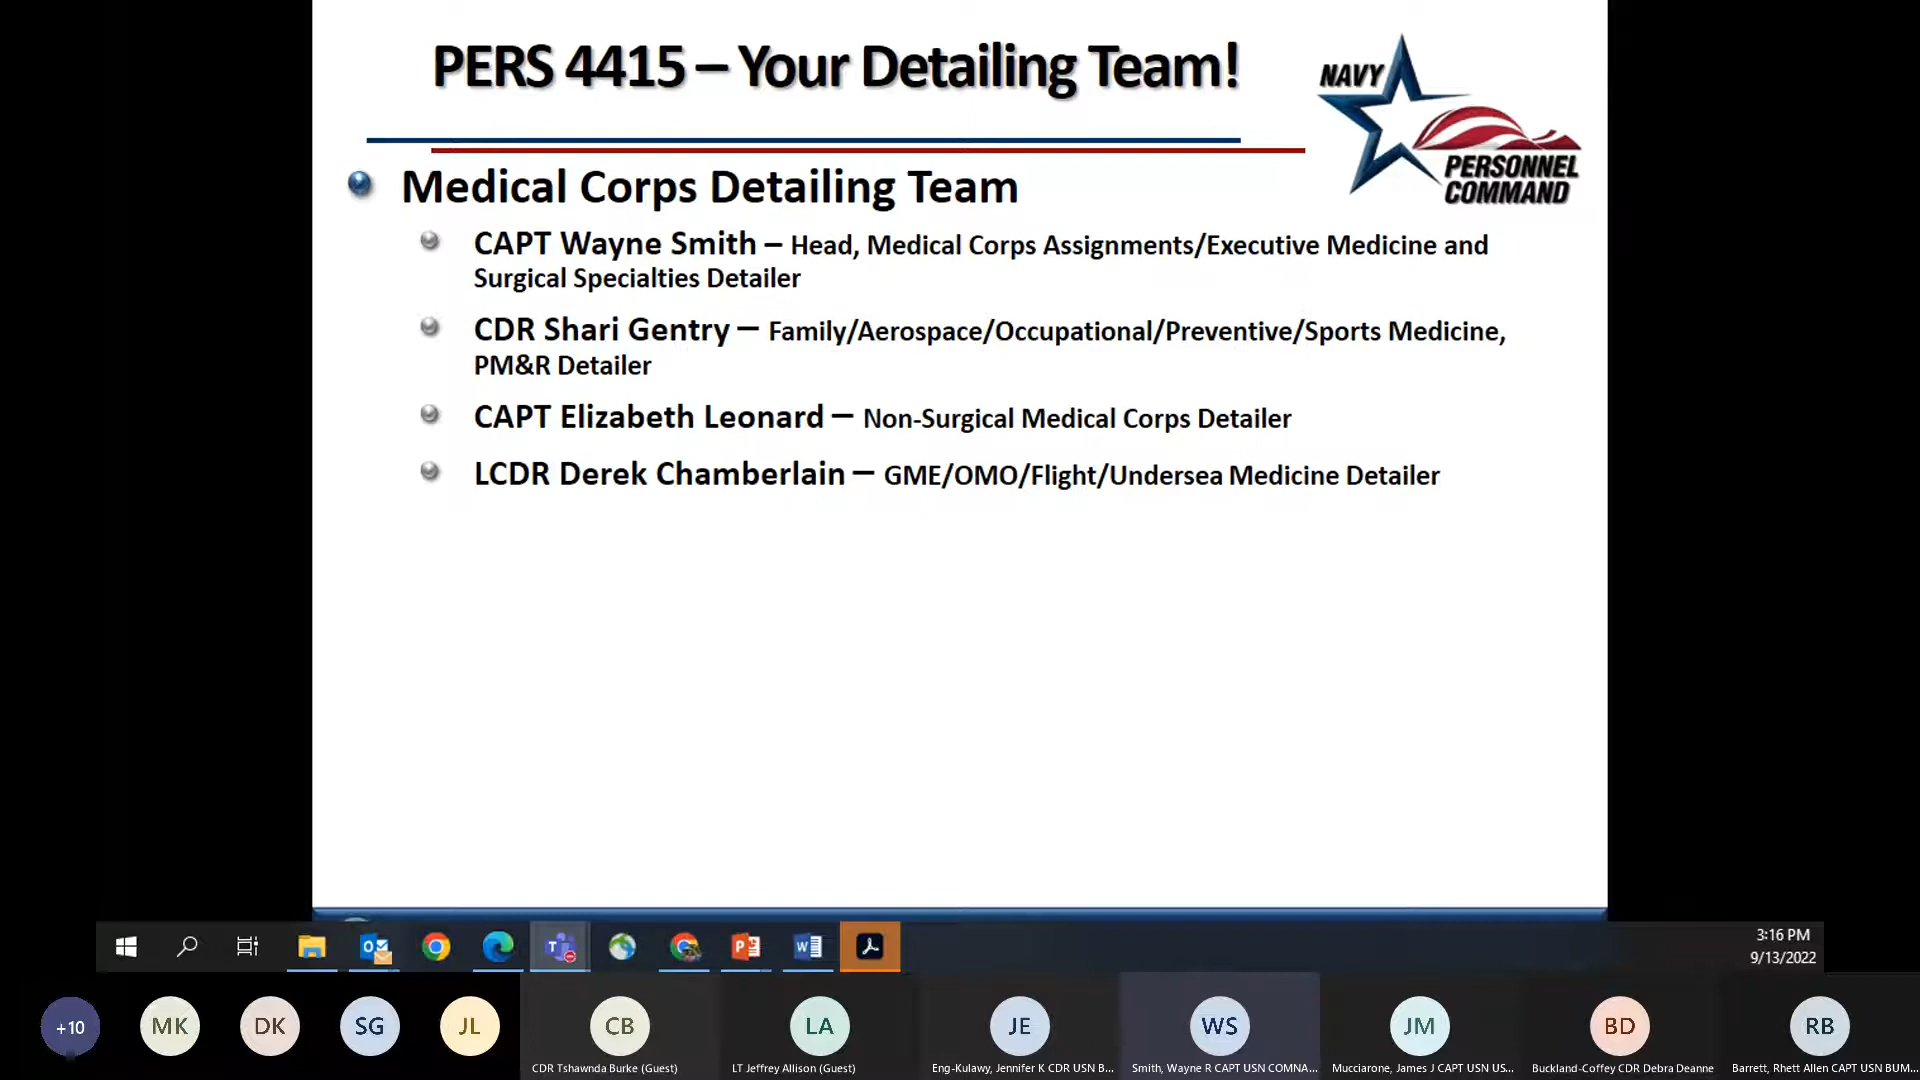 PERS 4415 – Your Detailing Team!
NAVY
PERSONNEL
COMMAND
Medical Corps Detailing Team
CAPT Wayne Smith – Head, Medical Corps Assignments/Executive Medicine and
Surgical Specialties Detailer
CDR Shari Gentry – Family/Aerospace/Occupational/Preventive/Sports Medicine,
PM&R Detailer
CAPT Elizabeth Leonard – Non-Surgical Medical Corps Detailer
LCDR Derek Chamberlain – GME/OMO/Flight/Undersea Medicine Detailer
3:16 PM
9/13/2022
+10
MK
DK
SG
JL
CB
LA
JE
WS
JM
BD
RB
CDR Tshawnda Burke (Guest)
LT Jeffrey Allison (Guest)
Eng-Kulawy, Jennifer K CDR USN B...
Smith, Wayne R CAPT USN COMNA...
Mucciarone, James J CAPT USN US...
Buckland-Coffey CDR Debra Deanne
Barrett, Rhett Allen CAPT USN BUM...